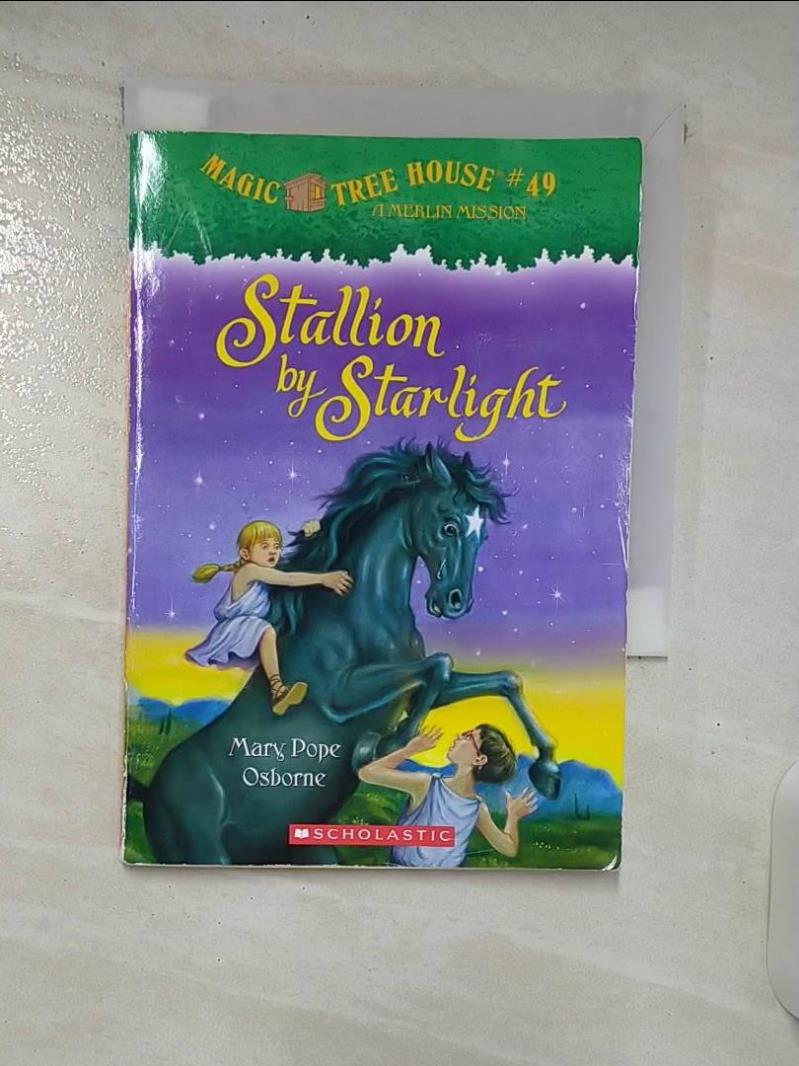 MAGIC TREE HOUSE® #49
A MERLIN MISSION
Stallion
by Starlight
Mary Pope
Osborne
SCHOLASTIC